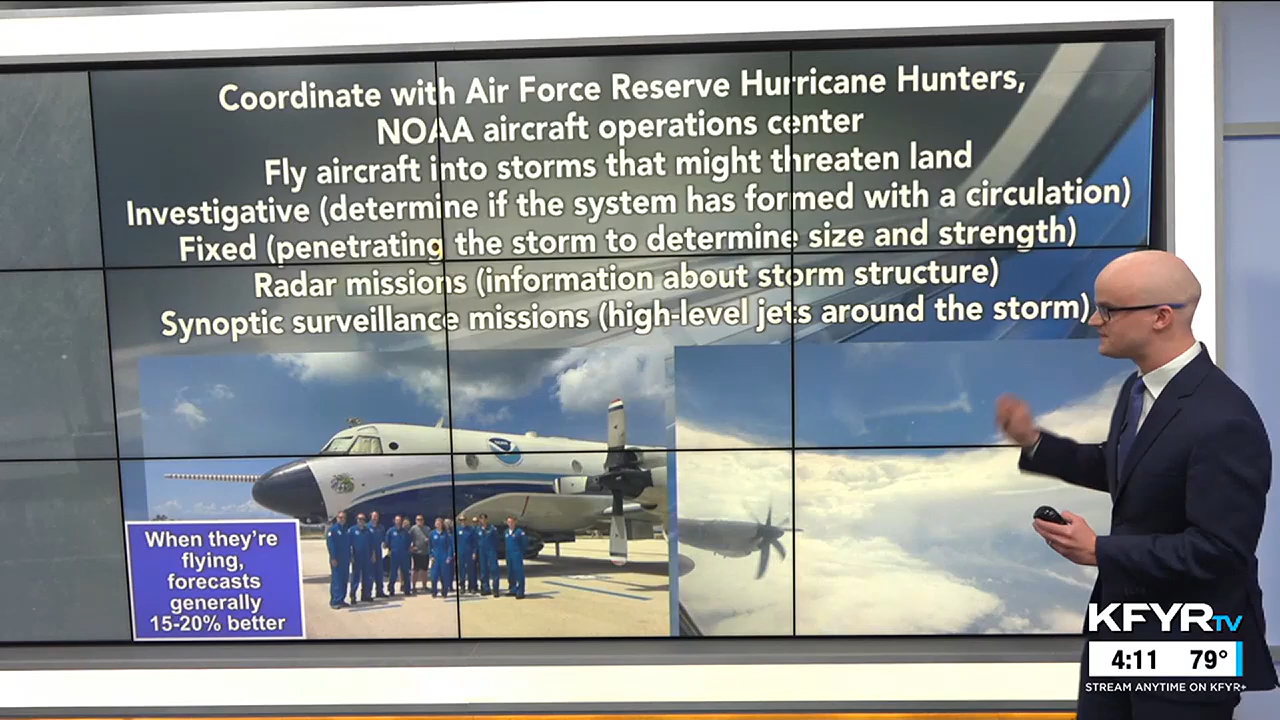 Coordinate with Air Force Reserve Hurricane Hunters,
NOAA aircraft operations center
Fly aircraft into storms that might threaten land
Investigative (determine if the system has formed with a circulation)
Fixed (penetrating the storm to determine size and strength)
Radar missions (information about storm structure)
Synoptic surveillance missions (high-level jets around the storm)
When they're
flying,
forecasts
generally
15-20% better
KFYRTV
4:11 79°
STREAM ANYTIME ON KFYR+